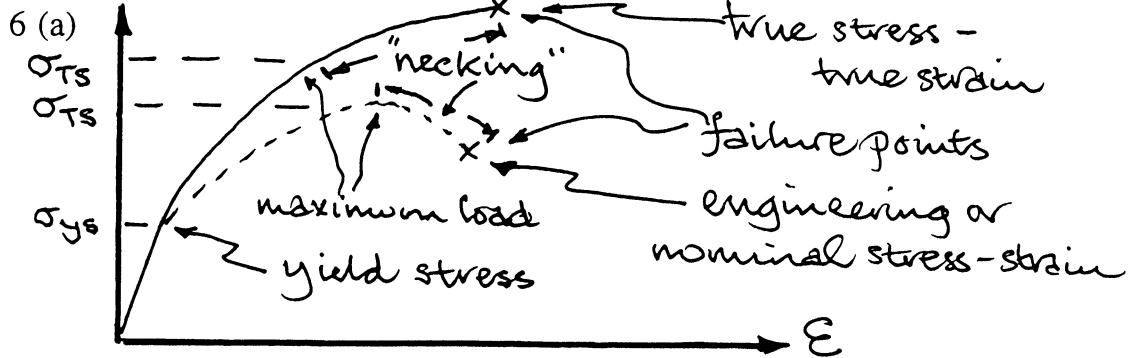 6 (a)
true stress -
true strain
σTS
"necking"
σTS
failure points
maximum load
engineering or
nominal stress-strain
σys
yield stress
ε